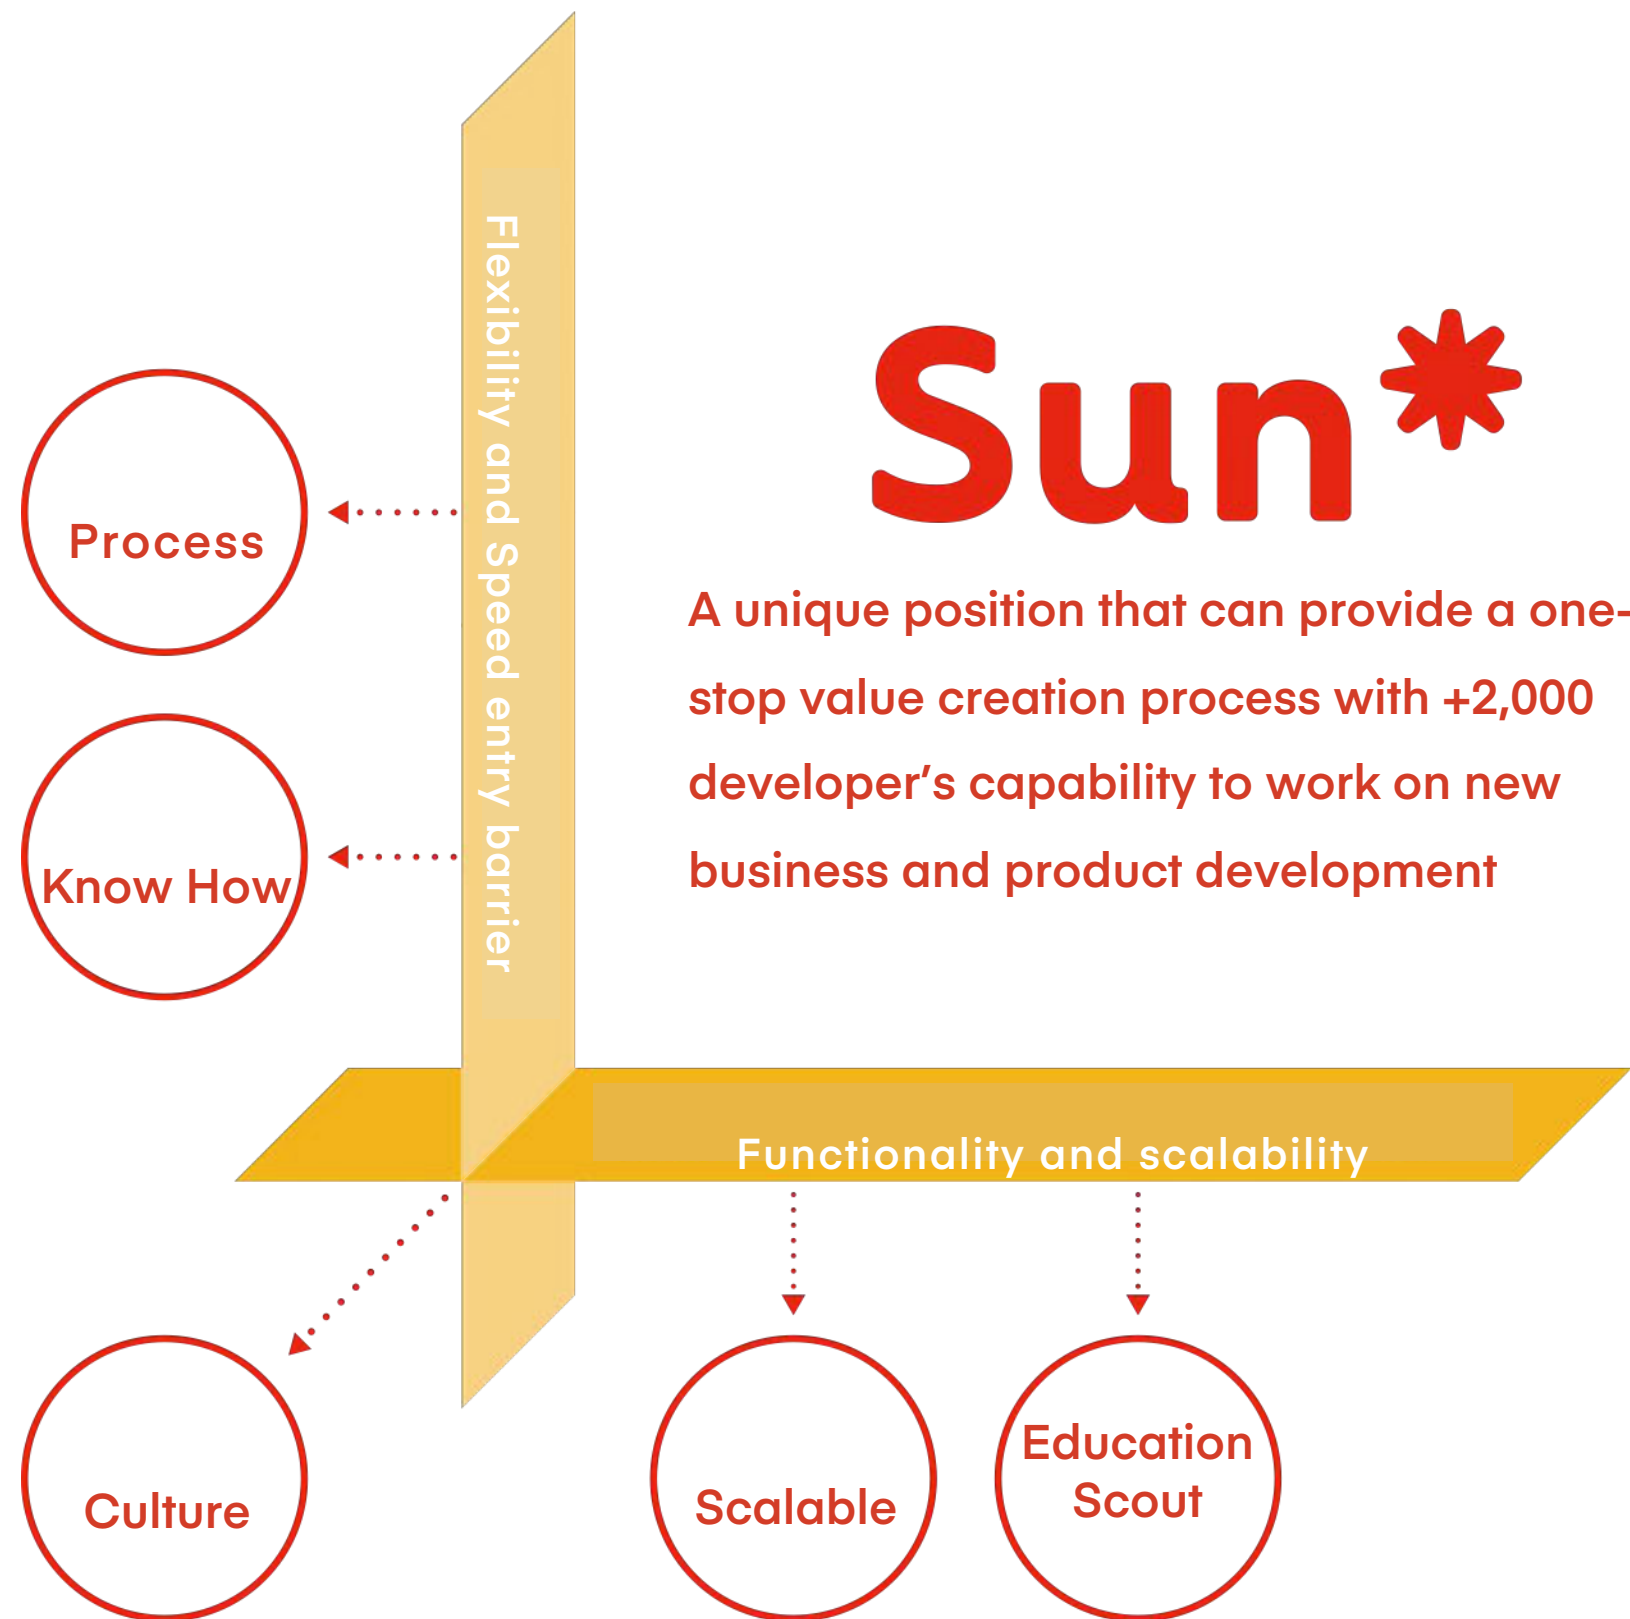 Flexibility and Speed entry barrier
Sun*
A unique position that can provide a one-
stop value creation process with +2,000
developer’s capability to work on new
business and product development
Process
Know How
Functionality and scalability
Culture
Scalable
Education
Scout